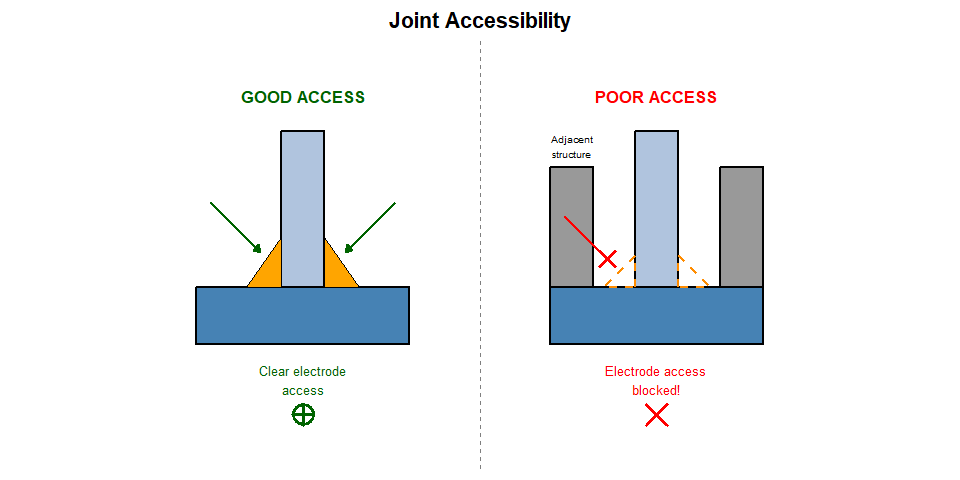 Joint Accessibility
GOOD ACCESS
Clear electrode
access
POOR ACCESS
Adjacent
structure
Electrode access
blocked!